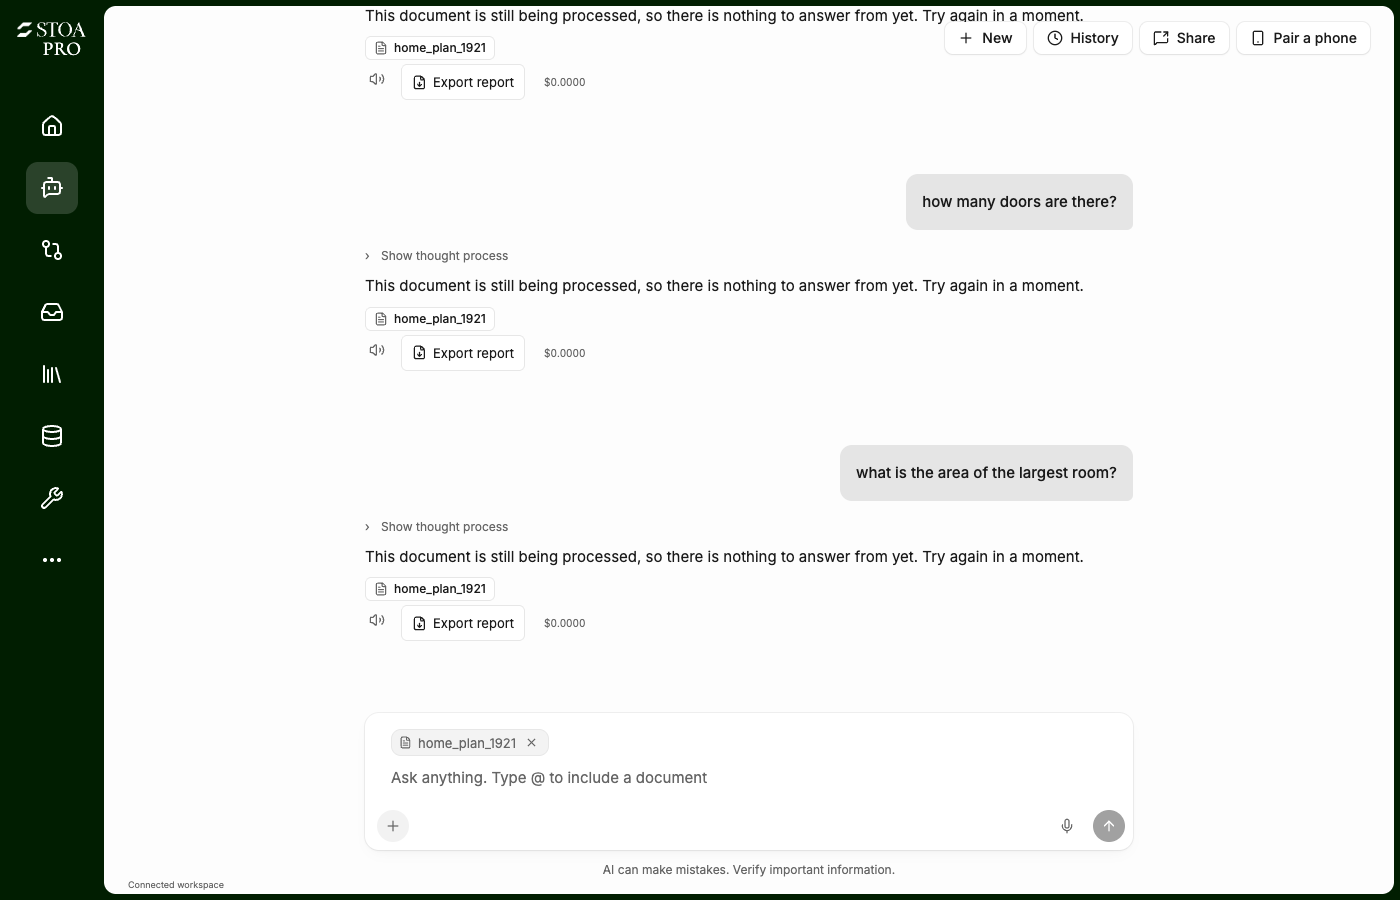 STOA
PRO
This document is still being processed, so there is nothing to answer from yet. Try again in a moment.
New
History
Share
Pair a phone
home_plan_1921
Export report
$0.0000
how many doors are there?
Show thought process
This document is still being processed, so there is nothing to answer from yet. Try again in a moment.
home_plan_1921
Export report
$0.0000
what is the area of the largest room?
Show thought process
This document is still being processed, so there is nothing to answer from yet. Try again in a moment.
home_plan_1921
Export report
$0.0000
home_plan_1921
Ask anything. Type @ to include a document
AI can make mistakes. Verify important information.
Connected workspace